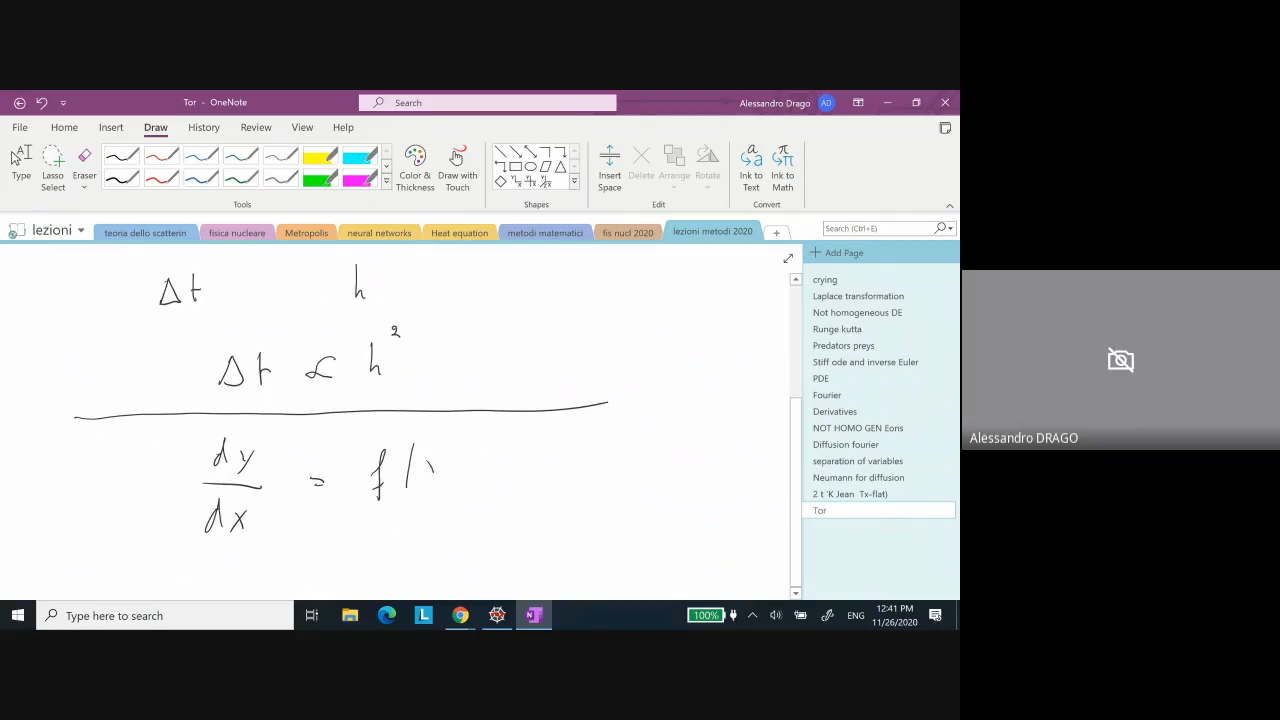 Tor - OneNote
Search
Alessandro Drago
AD
File Home Insert Draw History Review View Help
Type
Lasso Select
Eraser
Color & Thickness
Draw with Touch
Insert Space
Delete
Arrange
Rotate
Ink to Text
Ink to Math
Tools
Shapes
Edit
Convert
lezioni
teoria dello scatterin
fisica nucleare
Metropolis
neural networks
Heat equation
metodi matematici
fis nucl 2020
lezioni metodi 2020
Search (Ctrl+E)
Add Page
crying
Laplace transformation
Not homogeneous DE
Runge kutta
Predators preys
Stiff ode and inverse Euler
PDE
Fourier
Derivatives
NOT HOMO GEN Eons
Diffusion fourier
separation of variables
Neumann for diffusion
2 t 'K Jean Tx-flat)
Tor
Δt h
Δt ∝ h²
dy/dx = f(
Alessandro DRAGO
Type here to search
100%
ENG
12:41 PM
11/26/2020